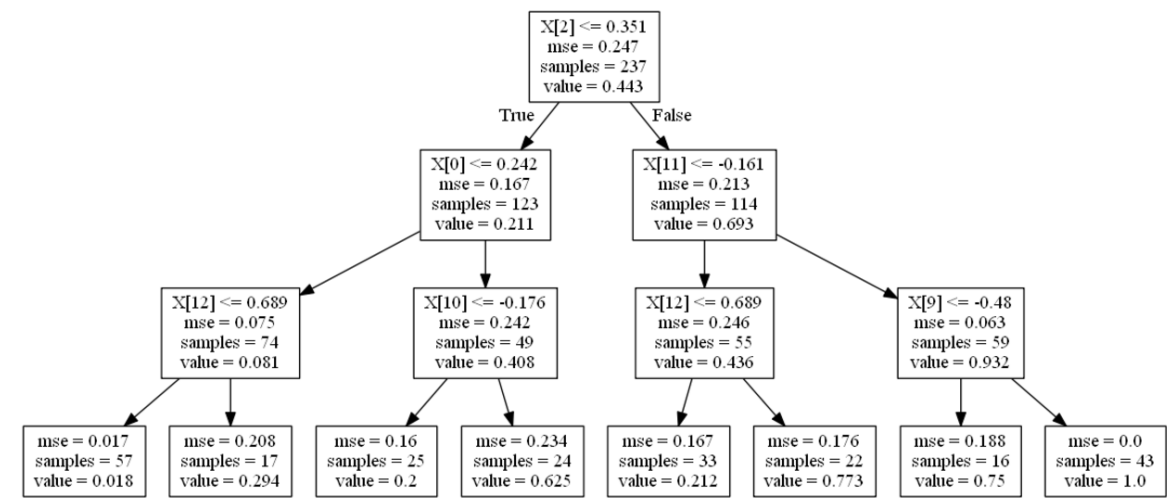 X[2] <= 0.351
mse = 0.247
samples = 237
value = 0.443
True
False
X[0] <= 0.242
mse = 0.167
samples = 123
value = 0.211
X[11] <= -0.161
mse = 0.213
samples = 114
value = 0.693
X[12] <= 0.689
mse = 0.075
samples = 74
value = 0.081
X[10] <= -0.176
mse = 0.242
samples = 49
value = 0.408
X[12] <= 0.689
mse = 0.246
samples = 55
value = 0.436
X[9] <= -0.48
mse = 0.063
samples = 59
value = 0.932
mse = 0.017
samples = 57
value = 0.018
mse = 0.208
samples = 17
value = 0.294
mse = 0.16
samples = 25
value = 0.2
mse = 0.234
samples = 24
value = 0.625
mse = 0.167
samples = 33
value = 0.212
mse = 0.176
samples = 22
value = 0.773
mse = 0.188
samples = 16
value = 0.75
mse = 0.0
samples = 43
value = 1.0